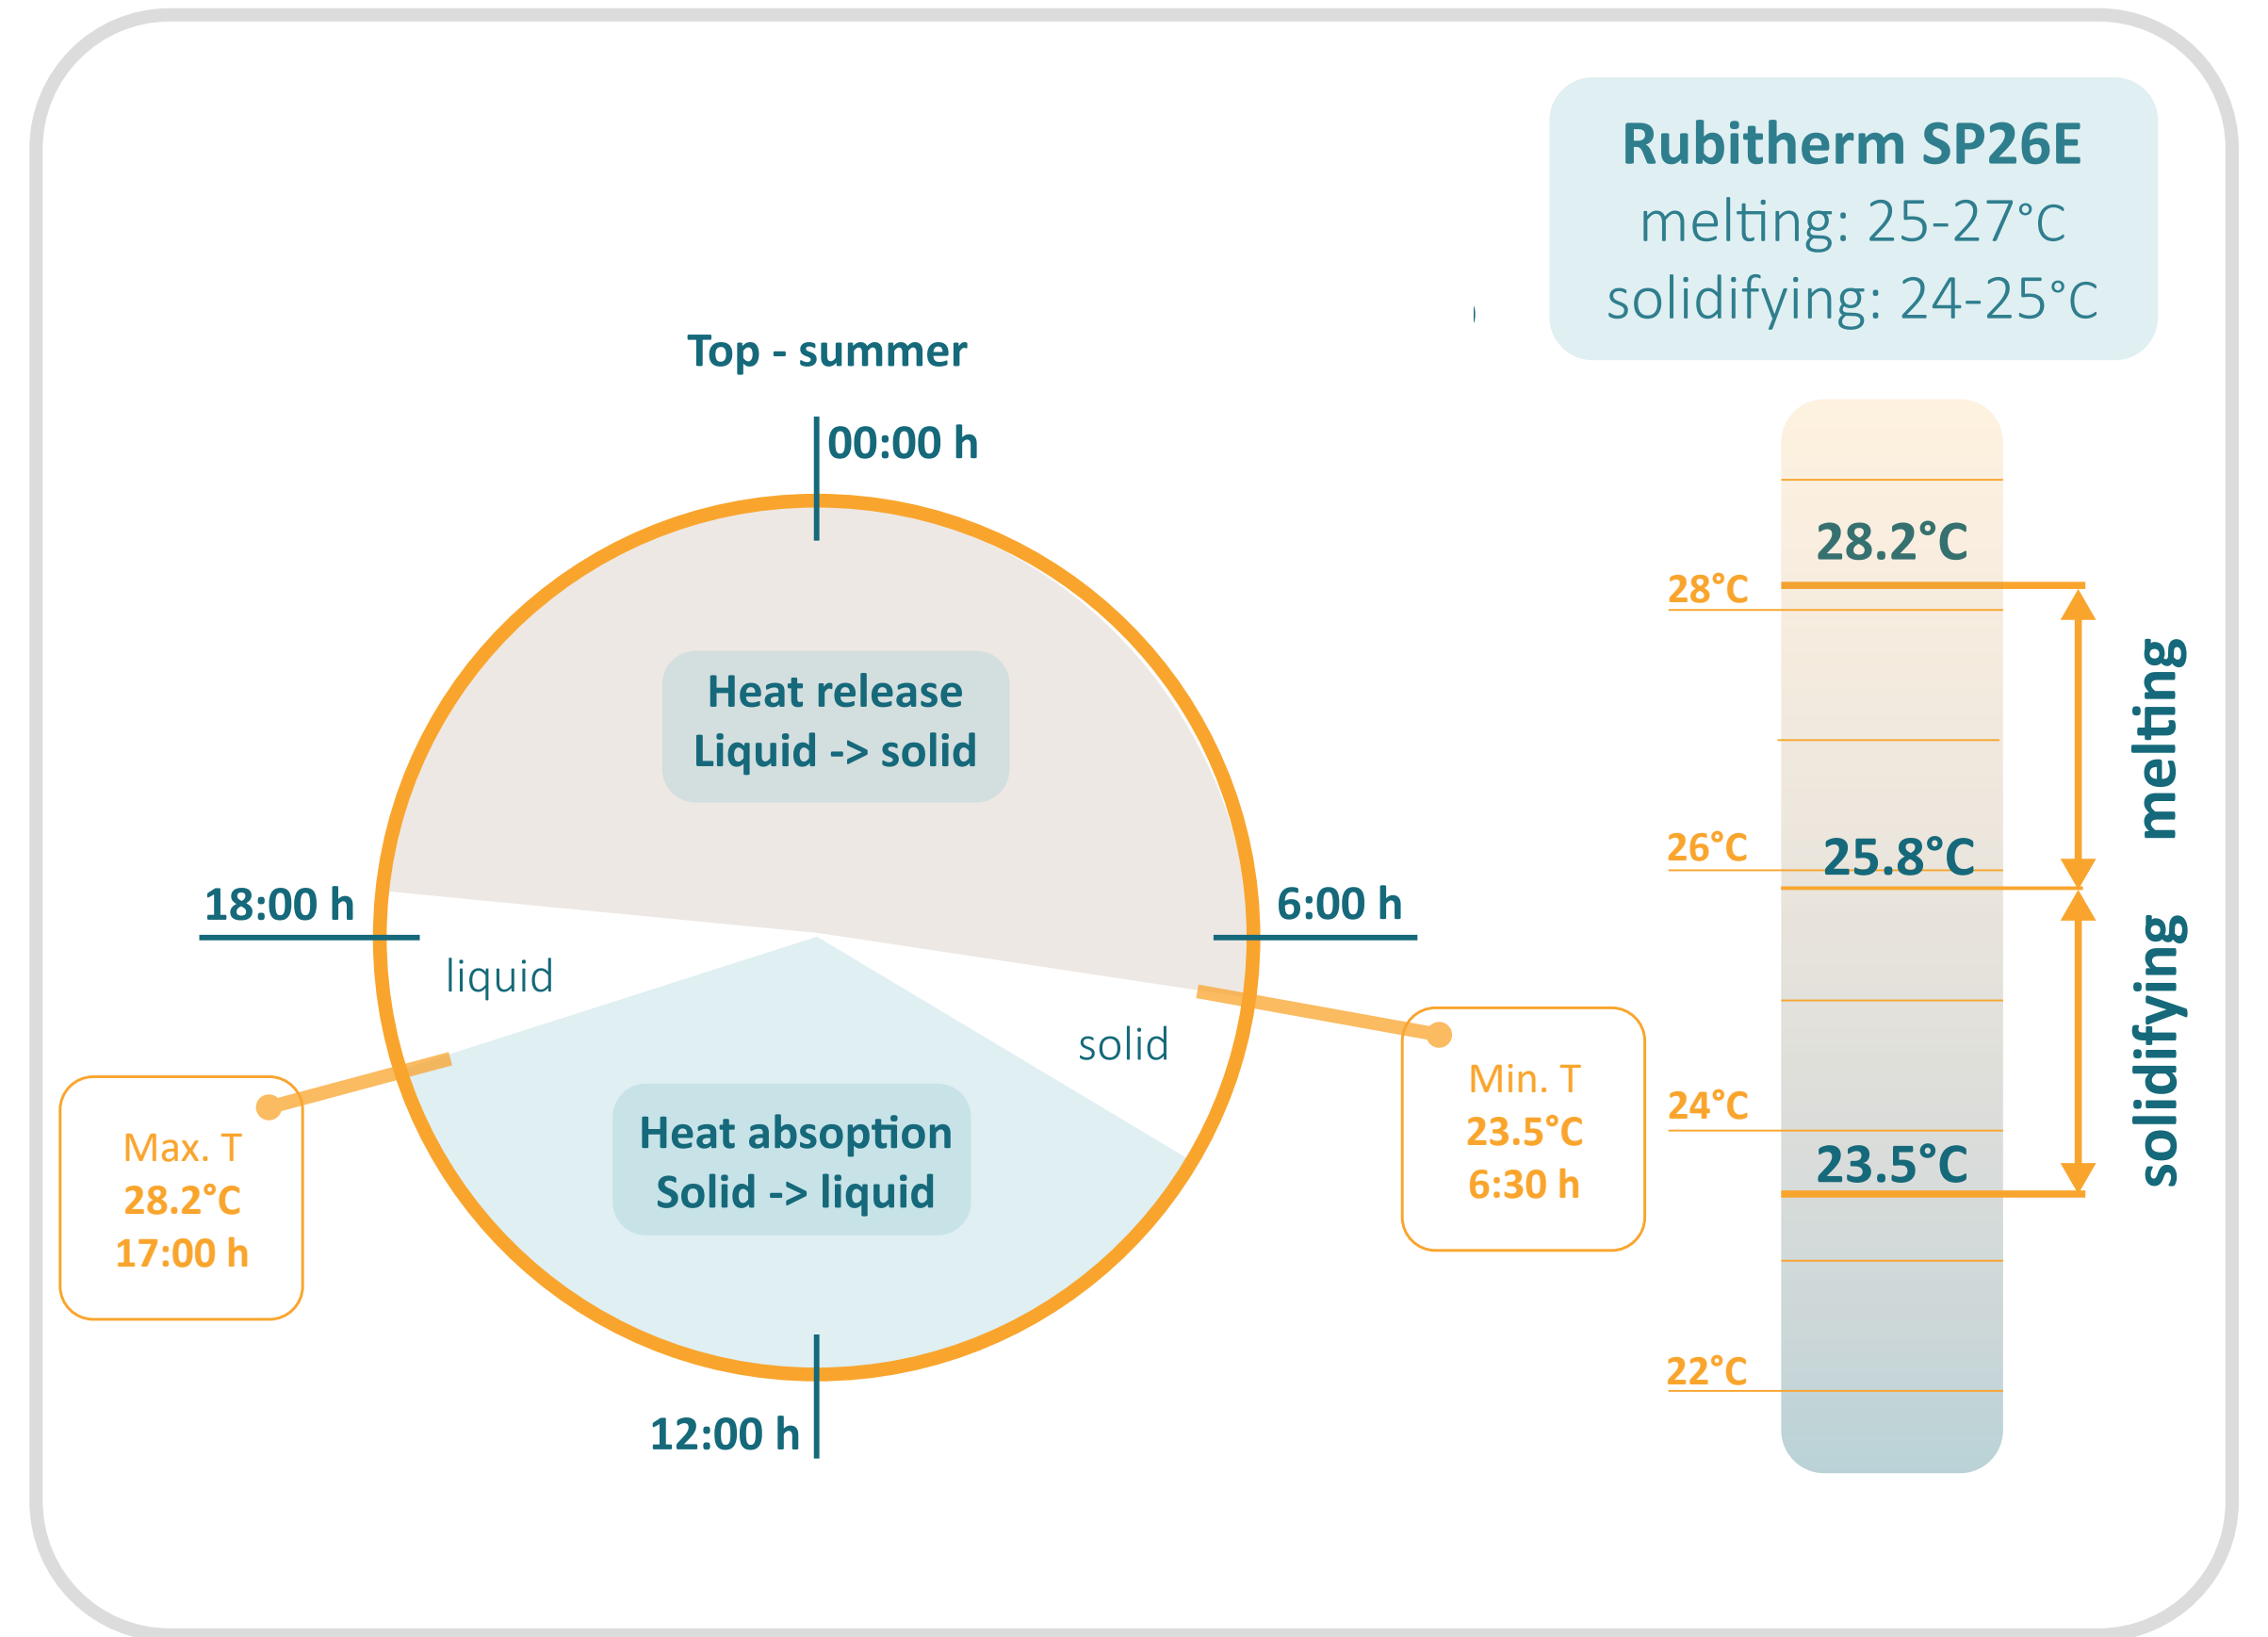 Rubitherm SP26E
melting: 25-27°C
solidifying: 24-25°C
Top - summer
00:00 h
Heat release
Liquid -> solid
18:00 h
6:00 h
liquid
solid
Max. T
28.2°C
17:00 h
Heat absoption
Solid -> liquid
Min. T
23.5°C
6:30 h
12:00 h
28.2°C
28°C
26°C
25.8°C
24°C
23.5°C
22°C
melting
solidifying